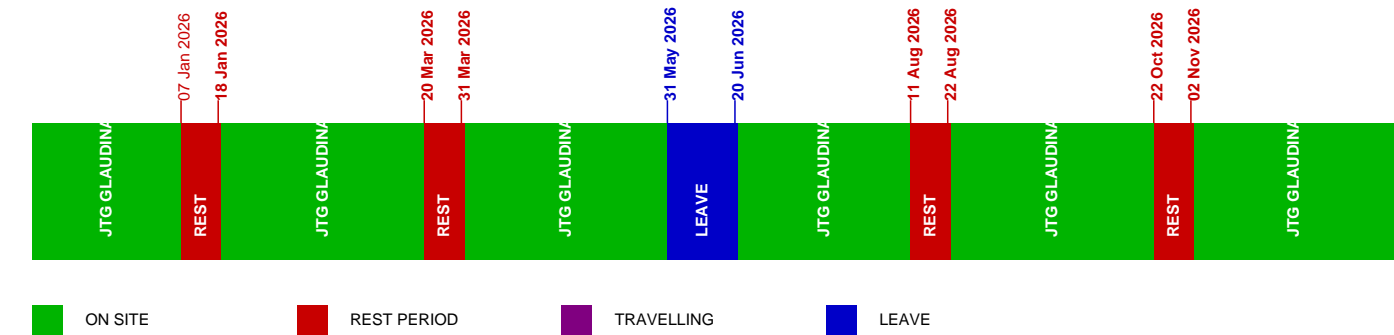 07 Jan 2026
18 Jan 2026
20 Mar 2026
31 Mar 2026
31 May 2026
20 Jun 2026
11 Aug 2026
22 Aug 2026
22 Oct 2026
02 Nov 2026
JTG GLAUDINA
REST
JTG GLAUDINA
REST
JTG GLAUDINA
LEAVE
JTG GLAUDINA
REST
JTG GLAUDINA
REST
JTG GLAUDINA
ON SITE
REST PERIOD
TRAVELLING
LEAVE